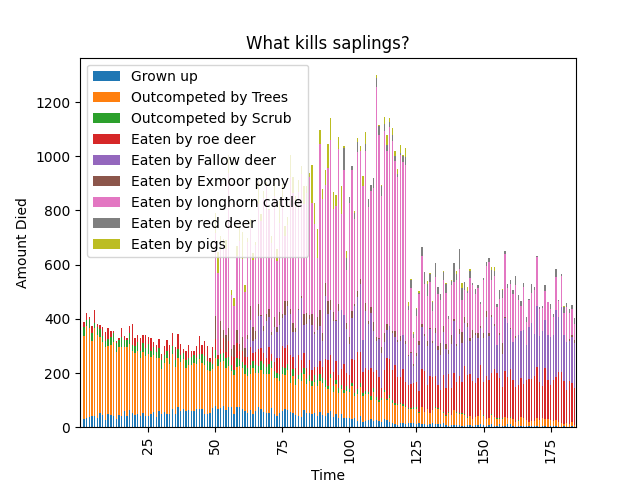 What kills saplings?
Grown up
Outcompeted by Trees
Outcompeted by Scrub
Eaten by roe deer
Eaten by Fallow deer
Eaten by Exmoor pony
Eaten by longhorn cattle
Eaten by red deer
Eaten by pigs
Amount Died
1200
1000
800
600
400
200
0
25
50
75
100
125
150
175
Time